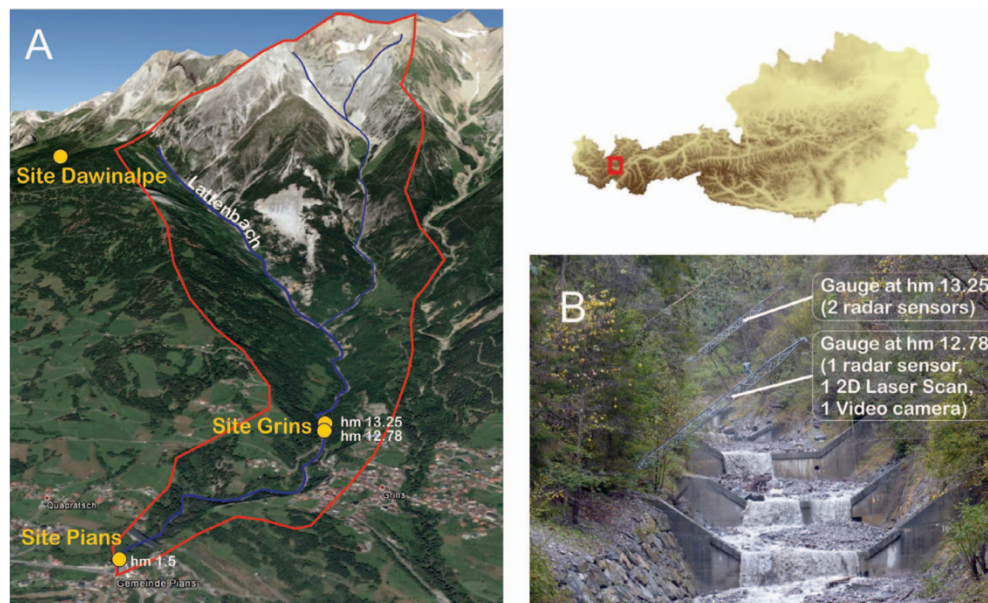 A
Site Dawinalpe
Lattenbach
Site Grins
hm 13.25
hm 12.78
Quadratsch
Grins
Site Pians
hm 1.5
Gemeinde Pians
B
Gauge at hm 13.25
(2 radar sensors)
Gauge at hm 12.78
(1 radar sensor,
1 2D Laser Scan,
1 Video camera)